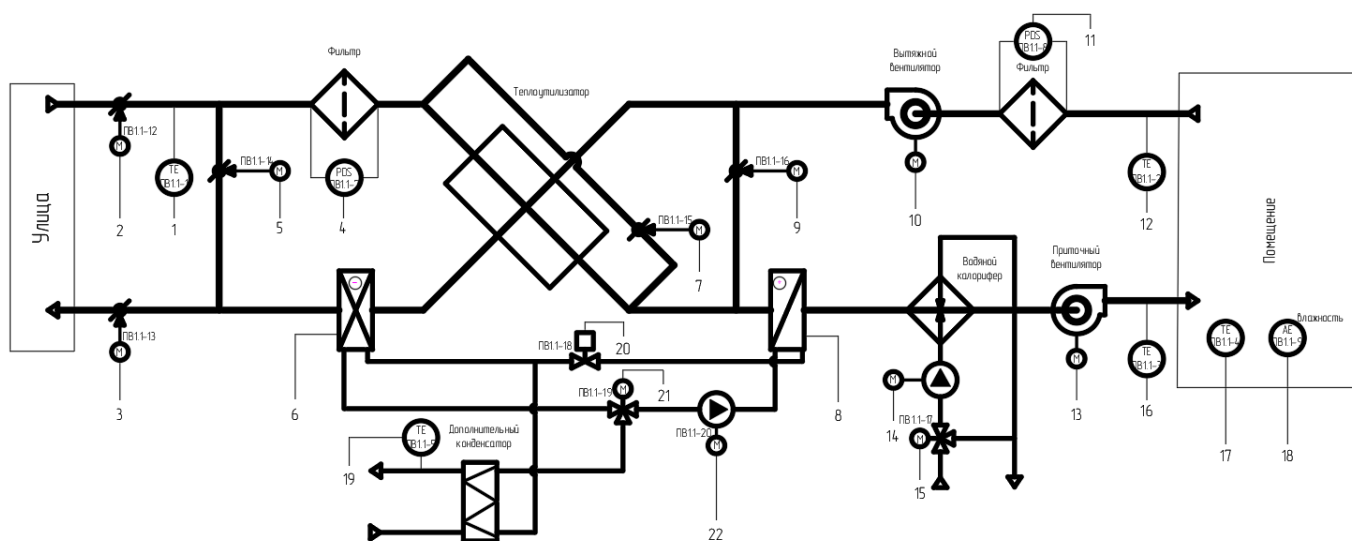 PDS
ПВ1.1-8
11
Фильтр
Вытяжной
вентилятор
Фильтр
Теплоутилизатор
Улица
ПВ1.1-12
M
TE
ПВ1.1-1
ПВ1.1-14
M
PDS
ПВ1.1-7
ПВ1.1-16
M
M
TE
ПВ1.1-2
Помещение
2
1
5
4
ПВ1.1-15
M
9
10
12
7
Водяной
калорифер
Приточный
вентилятор
ПВ1.1-13
M
ПВ1.1-18
20
M
TE
ПВ1.1-3
TE
ПВ1.1-4
AE
ПВ1.1-9
влажность
3
6
ПВ1.1-19
M
21
8
14
M
13
16
17
18
Дополнительный
конденсатор
TE
ПВ1.1-5
ПВ1.1-20
M
ПВ1.1-17
M
15
19
22